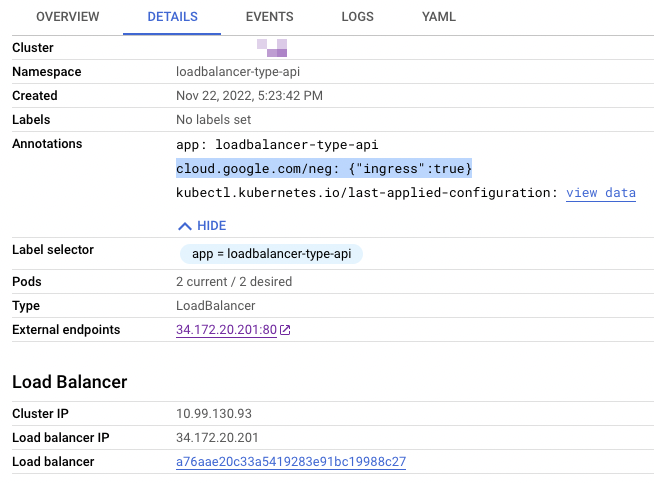 OVERVIEW DETAILS EVENTS LOGS YAML
Cluster
Namespace loadbalancer-type-api
Created Nov 22, 2022, 5:23:42 PM
Labels No labels set
Annotations app: loadbalancer-type-api
cloud.google.com/neg: {"ingress":true}
kubectl.kubernetes.io/last-applied-configuration: view data
HIDE
Label selector app = loadbalancer-type-api
Pods 2 current / 2 desired
Type LoadBalancer
External endpoints 34.172.20.201:80
Load Balancer
Cluster IP 10.99.130.93
Load balancer IP 34.172.20.201
Load balancer a76aae20c33a5419283e91bc19988c27